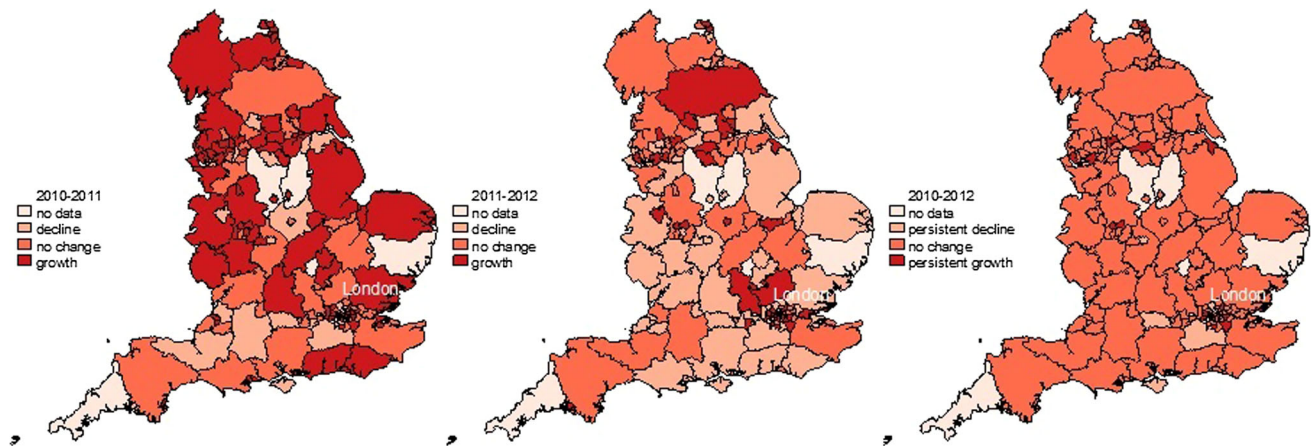 2010-2011
no data
decline
no change
growth
London
2011-2012
no data
decline
no change
growth
London
2010-2012
no data
persistent decline
no change
persistent growth
London